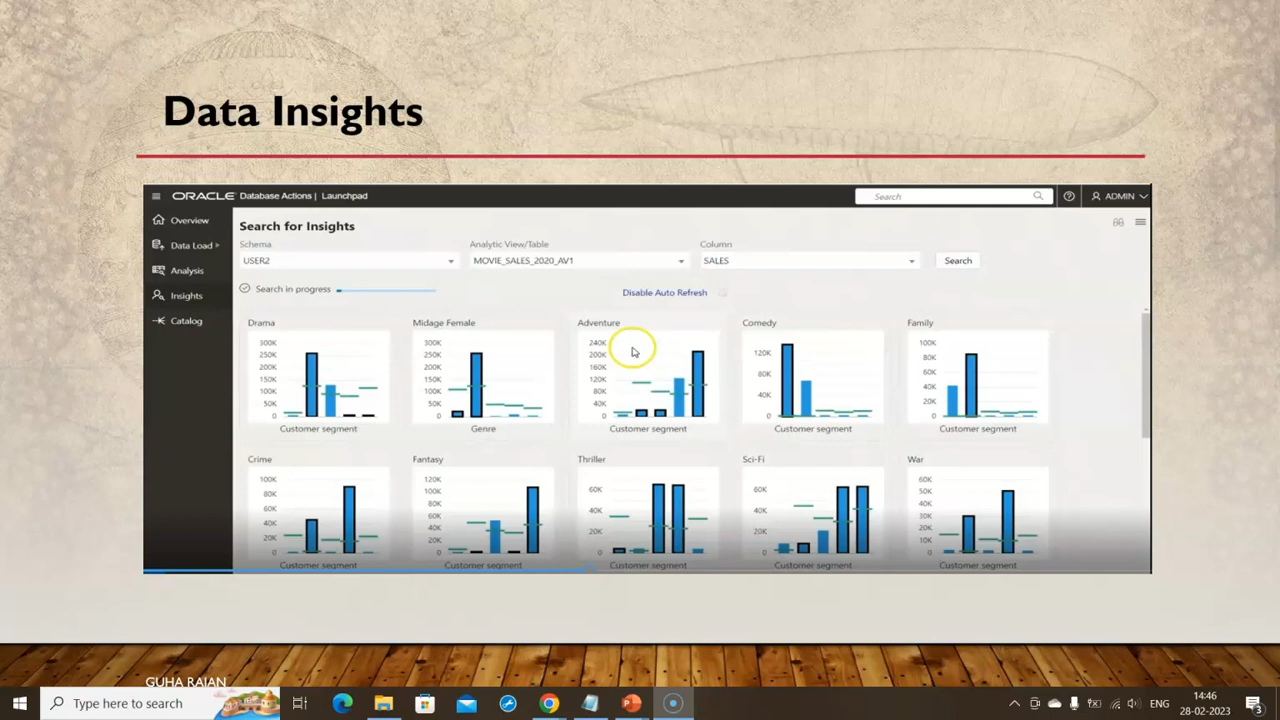 Data Insights
ORACLE Database Actions | Launchpad
Search
ADMIN
Overview
Data Load
Analysis
Insights
Catalog
Search for Insights
Schema
Analytic View/Table
Column
USER2
MOVIE_SALES_2020_AV1
SALES
Search
Search in progress
Disable Auto Refresh
Drama
300K
250K
200K
150K
100K
50K
0
Customer segment
Midage Female
300K
250K
200K
150K
100K
50K
0
Genre
Adventure
240K
200K
160K
120K
80K
40K
0
Customer segment
Comedy
120K
80K
40K
0
Customer segment
Family
100K
80K
60K
40K
20K
0
Customer segment
Crime
100K
80K
60K
40K
20K
0
Customer segment
Fantasy
120K
100K
80K
60K
40K
20K
0
Customer segment
Thriller
60K
40K
20K
0
Customer segment
Sci-Fi
60K
40K
20K
0
Customer segment
War
60K
50K
40K
30K
20K
10K
0
Customer segment
GUHA RAJAN
Type here to search
ENG
14:46
28-02-2023
3